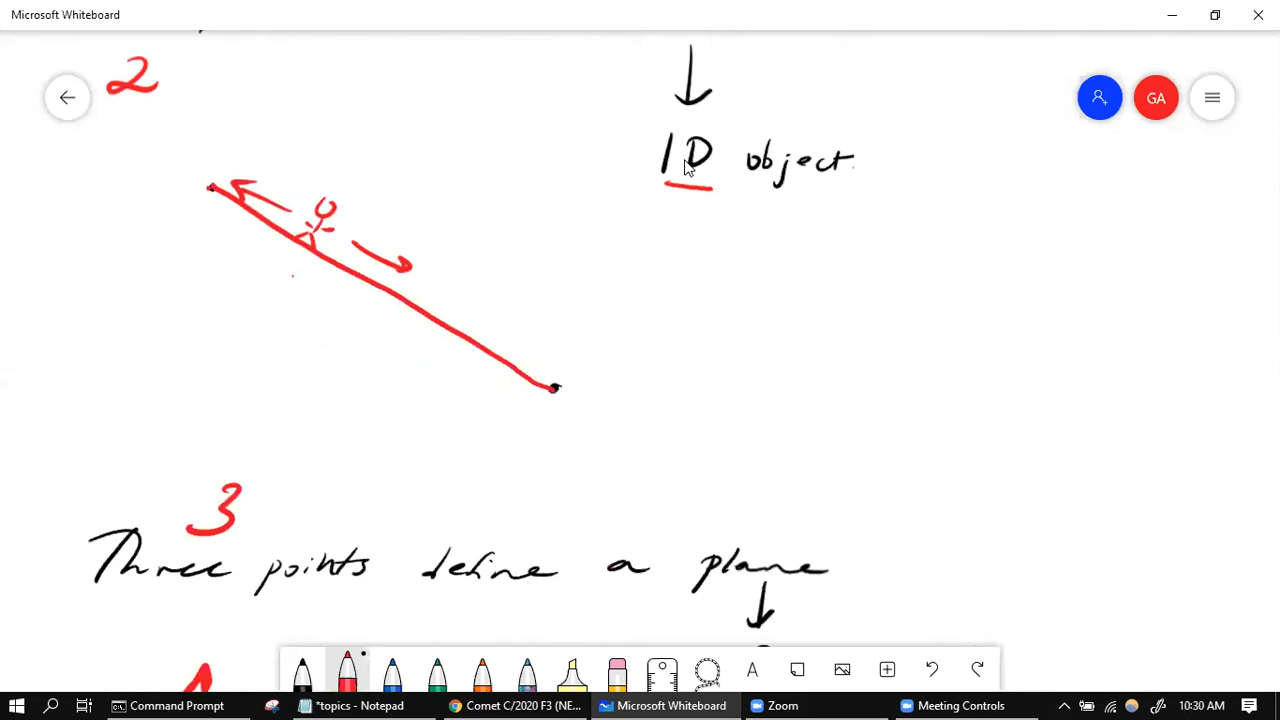 Microsoft Whiteboard
2
GA
1D object.
3
Three points define a plane
A
Command Prompt
*topics - Notepad
Comet C/2020 F3 (NE...
Microsoft Whiteboard
Zoom
Meeting Controls
10:30 AM